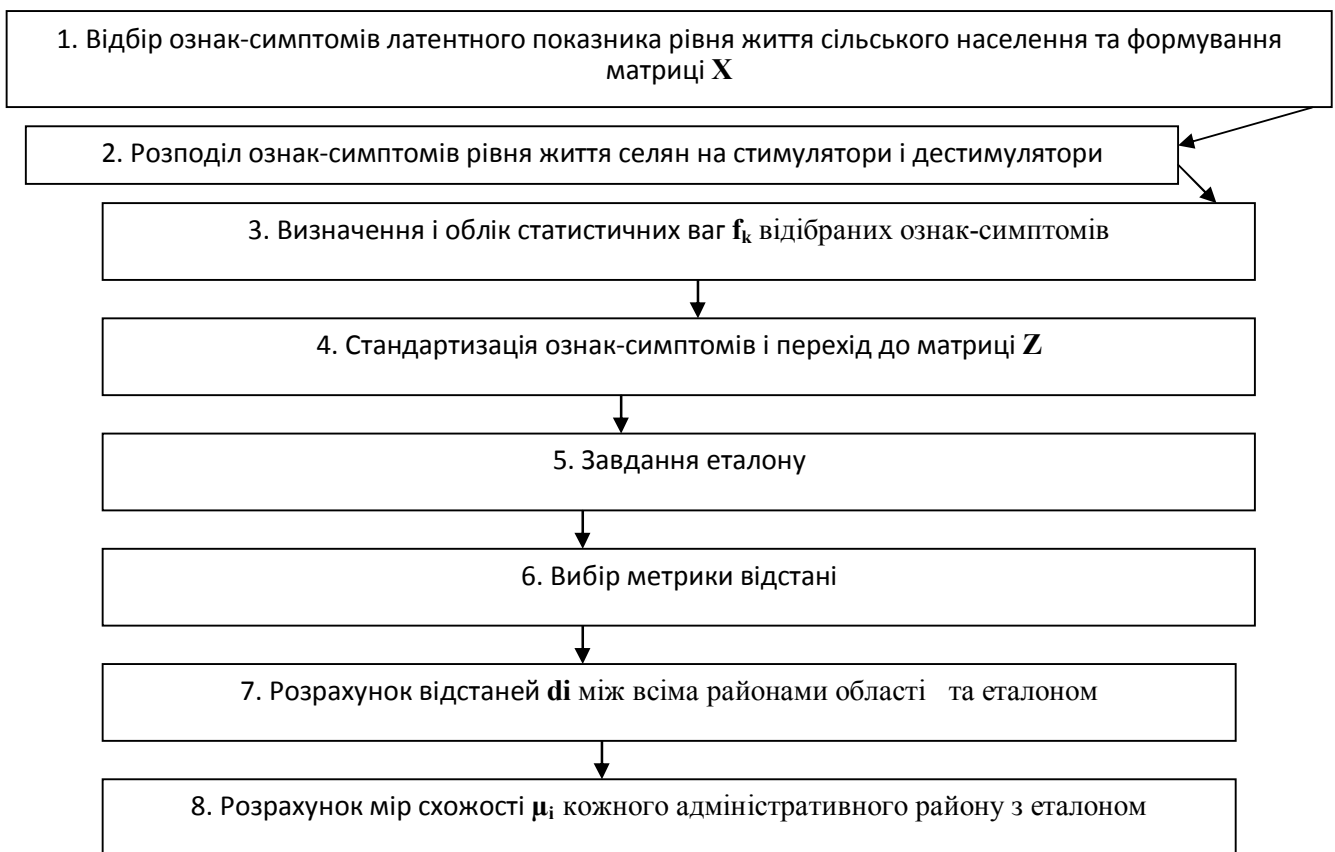 1. Відбір ознак-симптомів латентного показника рівня життя сільського населення та формування
матриці X
2. Розподіл ознак-симптомів рівня життя селян на стимулятори і дестимулятори
3. Визначення і облік статистичних ваг fk відібраних ознак-симптомів
4. Стандартизація ознак-симптомів і перехід до матриці Z
5. Завдання еталону
6. Вибір метрики відстані
7. Розрахунок відстаней di між всіма районами області та еталоном
8. Розрахунок мір схожості μi кожного адміністративного району з еталоном